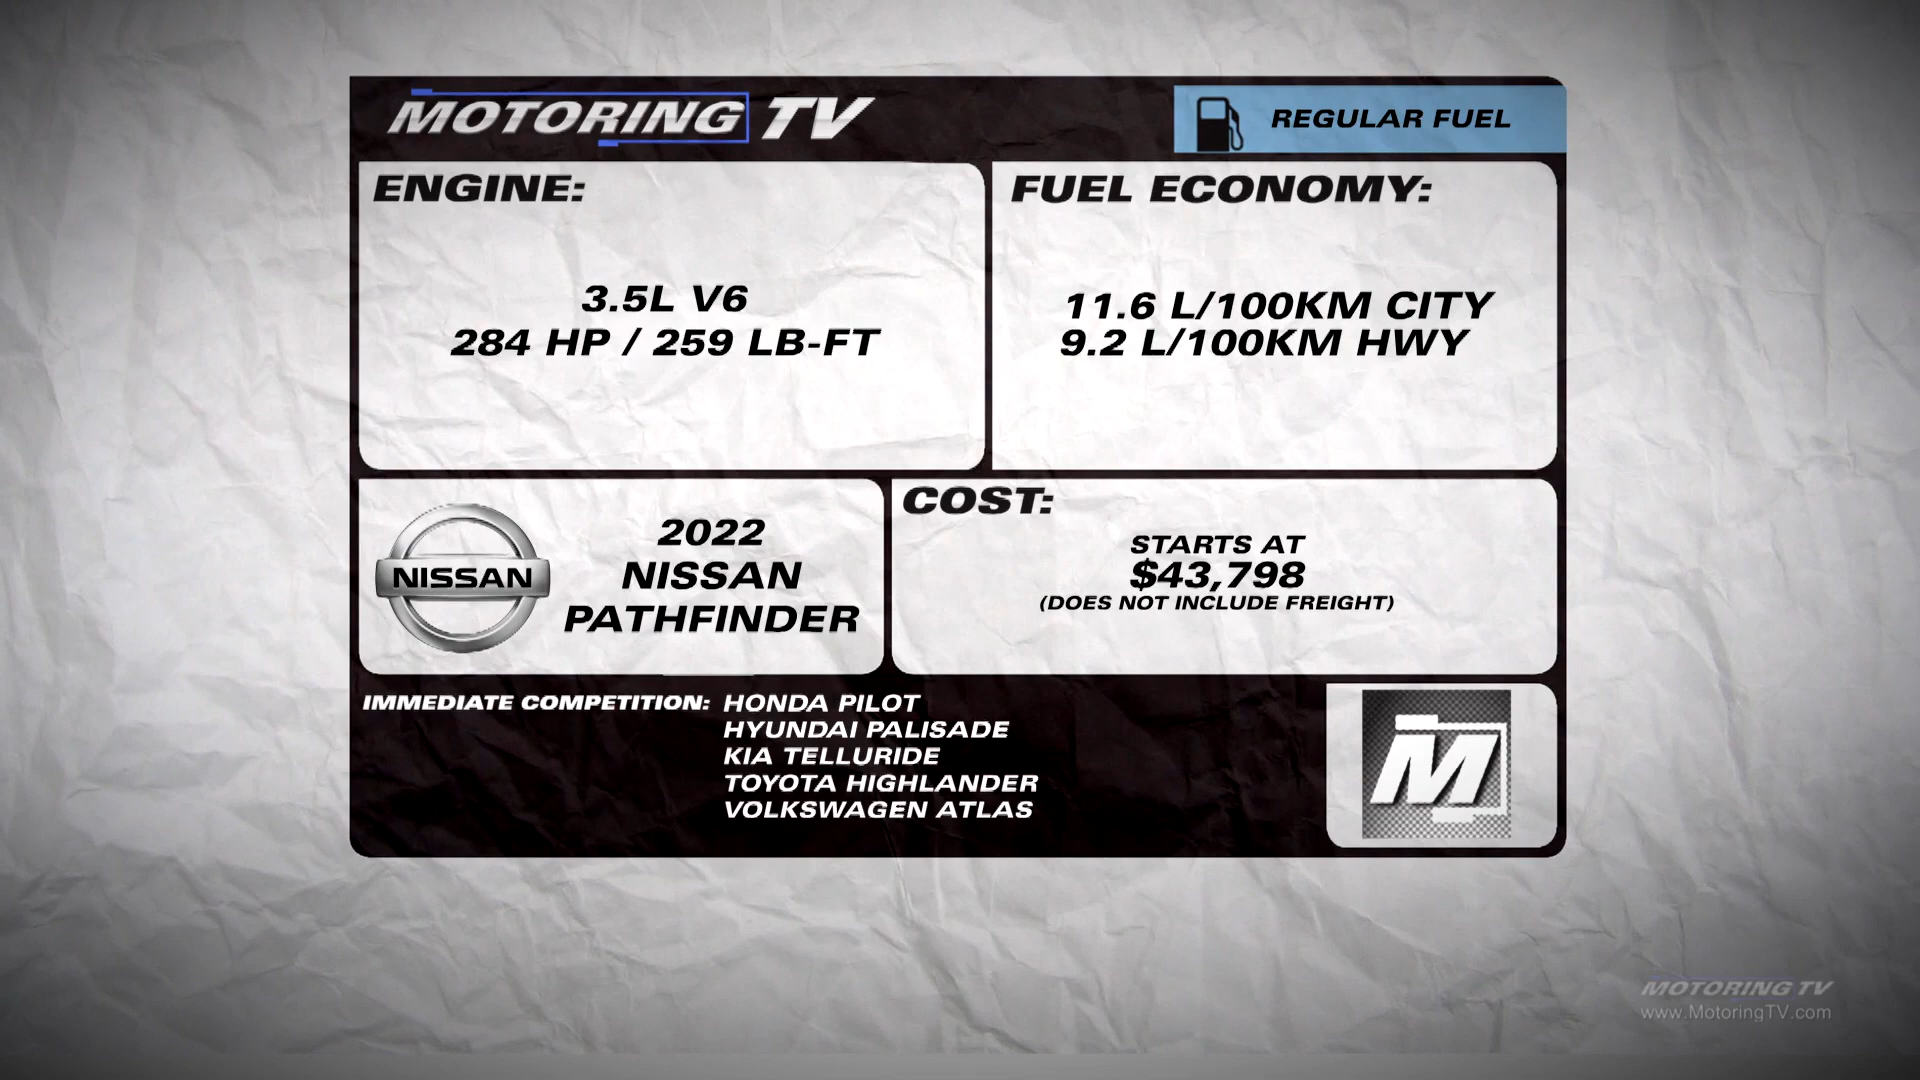 MOTORING TV
REGULAR FUEL
ENGINE:
3.5L V6
284 HP / 259 LB-FT
FUEL ECONOMY:
11.6 L/100KM CITY
9.2 L/100KM HWY
NISSAN
2022
NISSAN
PATHFINDER
COST:
STARTS AT
$43,798
(DOES NOT INCLUDE FREIGHT)
IMMEDIATE COMPETITION: HONDA PILOT
HYUNDAI PALISADE
KIA TELLURIDE
TOYOTA HIGHLANDER
VOLKSWAGEN ATLAS
M
MOTORING TV
www.MotoringTV.com